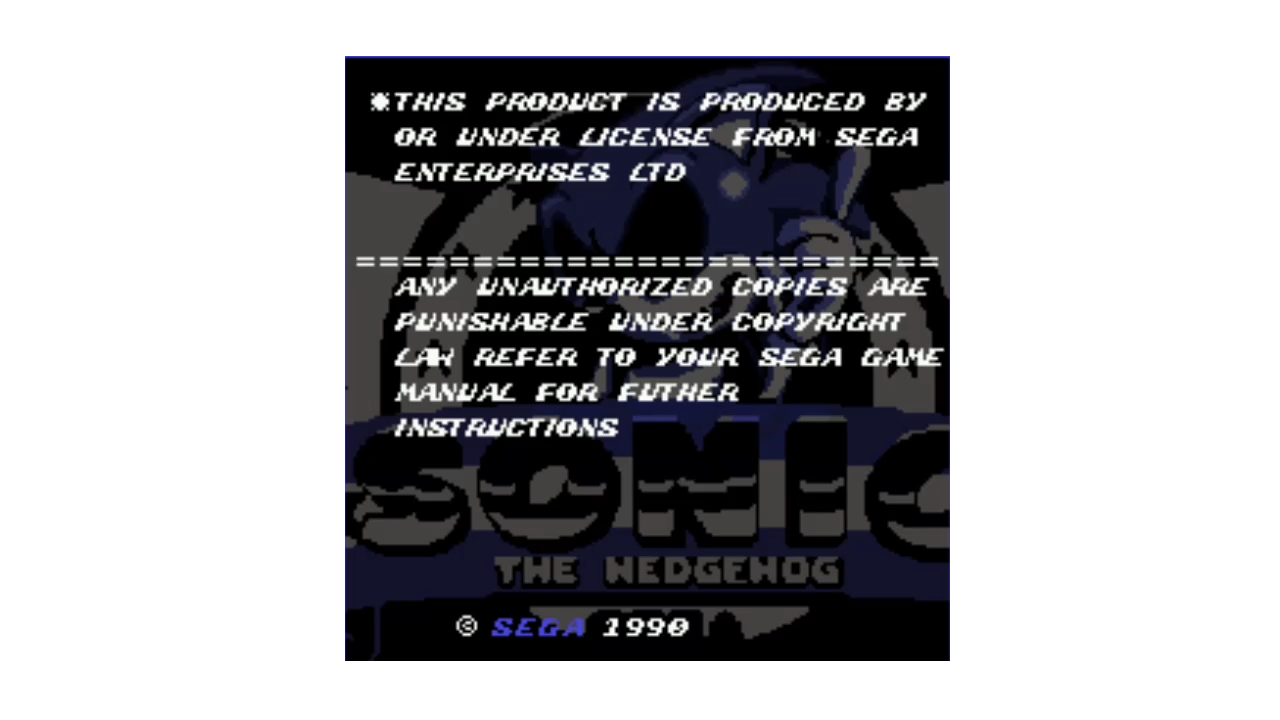 *THIS PRODUCT IS PRODUCED BY
OR UNDER LICENSE FROM SEGA
ENTERPRISES LTD
===========================
ANY UNAUTHORIZED COPIES ARE
PUNISHABLE UNDER COPYRIGHT
LAW REFER TO YOUR SEGA GAME
MANUAL FOR FUTHER
INSTRUCTIONS
SONIC
THE HEDGEHOG
© SEGA 1990